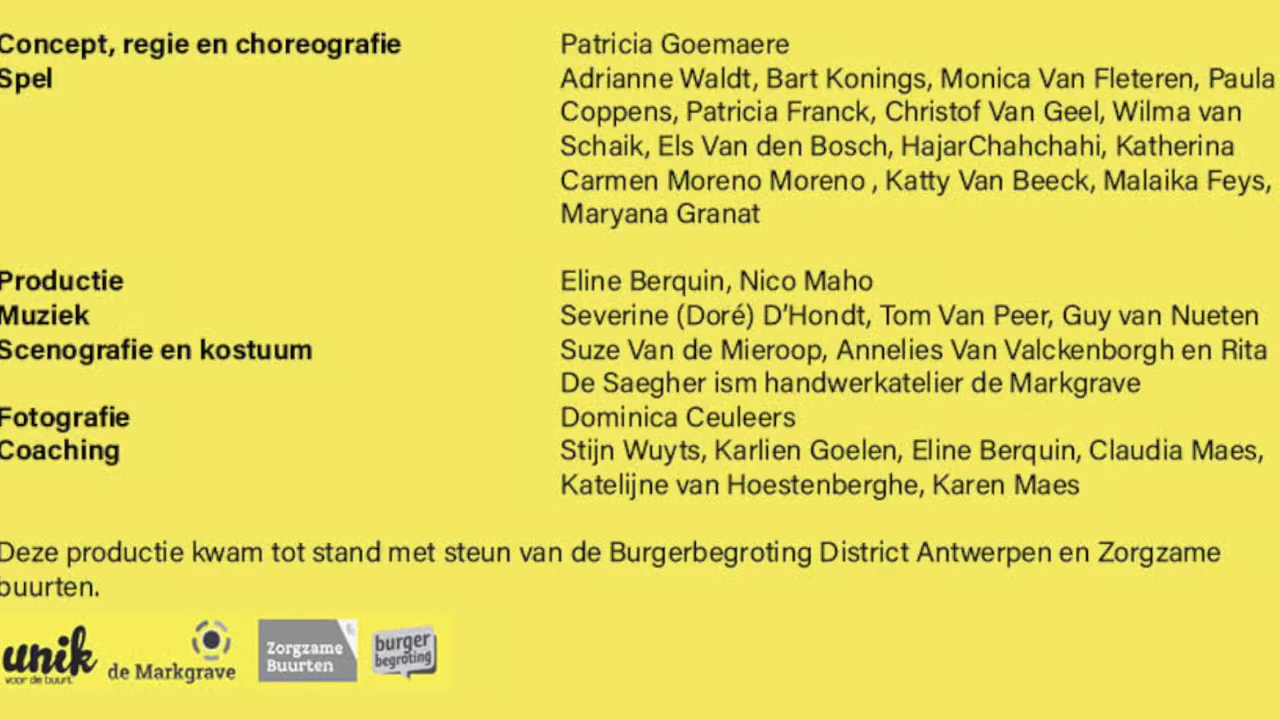 Concept, regie en choreografie Patricia Goemaere
Spel Adrianne Waldt, Bart Konings, Monica Van Fleteren, Paula
Coppens, Patricia Franck, Christof Van Geel, Wilma van
Schaik, Els Van den Bosch, HajarChahchahi, Katherina
Carmen Moreno Moreno , Katty Van Beeck, Malaika Feys,
Maryana Granat
Productie Eline Berquin, Nico Maho
Muziek Severine (Doré) D’Hondt, Tom Van Peer, Guy van Nueten
Scenografie en kostuum Suze Van de Mieroop, Annelies Van Valckenborgh en Rita
De Saegher ism handwerkatelier de Markgrave
Fotografie Dominica Ceuleers
Coaching Stijn Wuyts, Karlien Goelen, Eline Berquin, Claudia Maes,
Katelijne van Hoestenberghe, Karen Maes
Deze productie kwam tot stand met steun van de Burgerbegroting District Antwerpen en Zorgzame
buurten.
unik
voor de buurt.
de Markgrave
Zorgzame
Buurten
burger
begroting